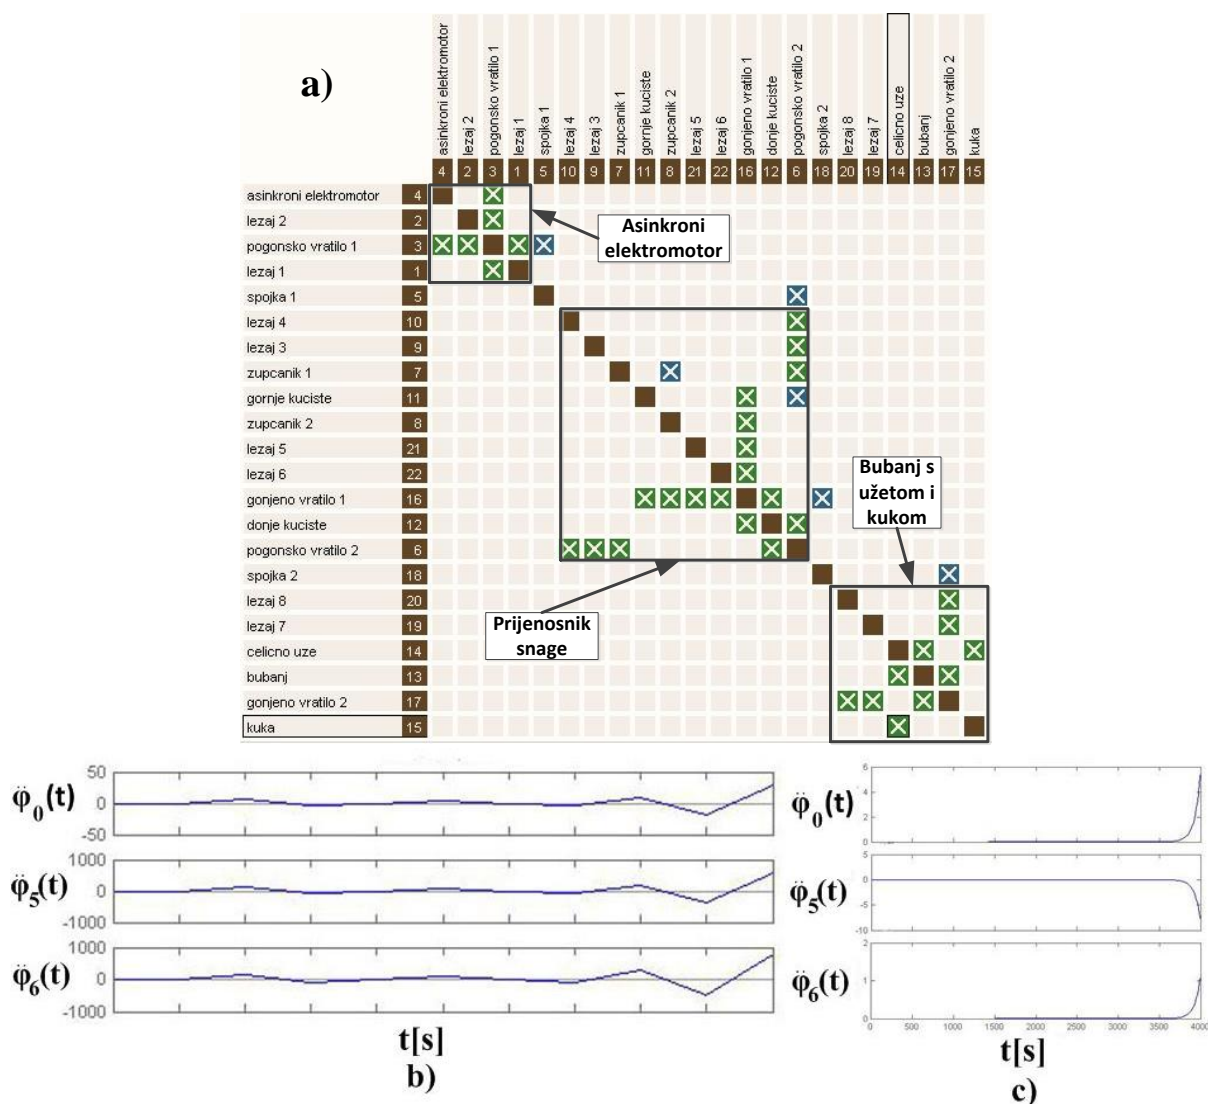 a)
asinkroni elektromotor
lezaj 2
pogonsko vratilo 1
lezaj 1
spojka 1
lezaj 4
lezaj 3
zupcanik 1
gornje kuciste
zupcanik 2
lezaj 5
lezaj 6
gonjeno vratilo 1
donje kuciste
pogonsko vratilo 2
spojka 2
lezaj 8
lezaj 7
celicno uze
bubanj
gonjeno vratilo 2
kuka
4 2 3 1 5 10 9 7 11 8 21 22 16 12 6 18 20 19 14 13 17 15
asinkroni elektromotor 4
lezaj 2 2
pogonsko vratilo 1 3
lezaj 1 1
spojka 1 5
lezaj 4 10
lezaj 3 9
zupcanik 1 7
gornje kuciste 11
zupcanik 2 8
lezaj 5 21
lezaj 6 22
gonjeno vratilo 1 16
donje kuciste 12
pogonsko vratilo 2 6
spojka 2 18
lezaj 8 20
lezaj 7 19
celicno uze 14
bubanj 13
gonjeno vratilo 2 17
kuka 15
Asinkroni
elektromotor
Prijenosnik
snage
Bubanj s
užetom i
kukom
φ̈₀(t)
50
0
-50
φ̈₅(t)
1000
0
-1000
φ̈₆(t)
1000
0
-1000
t[s]
b)
φ̈₀(t)
6
4
2
0
φ̈₅(t)
5
0
-5
-10
φ̈₆(t)
2
1
0
0 500 1000 1500 2000 2500 3000 3500 4000
t[s]
c)